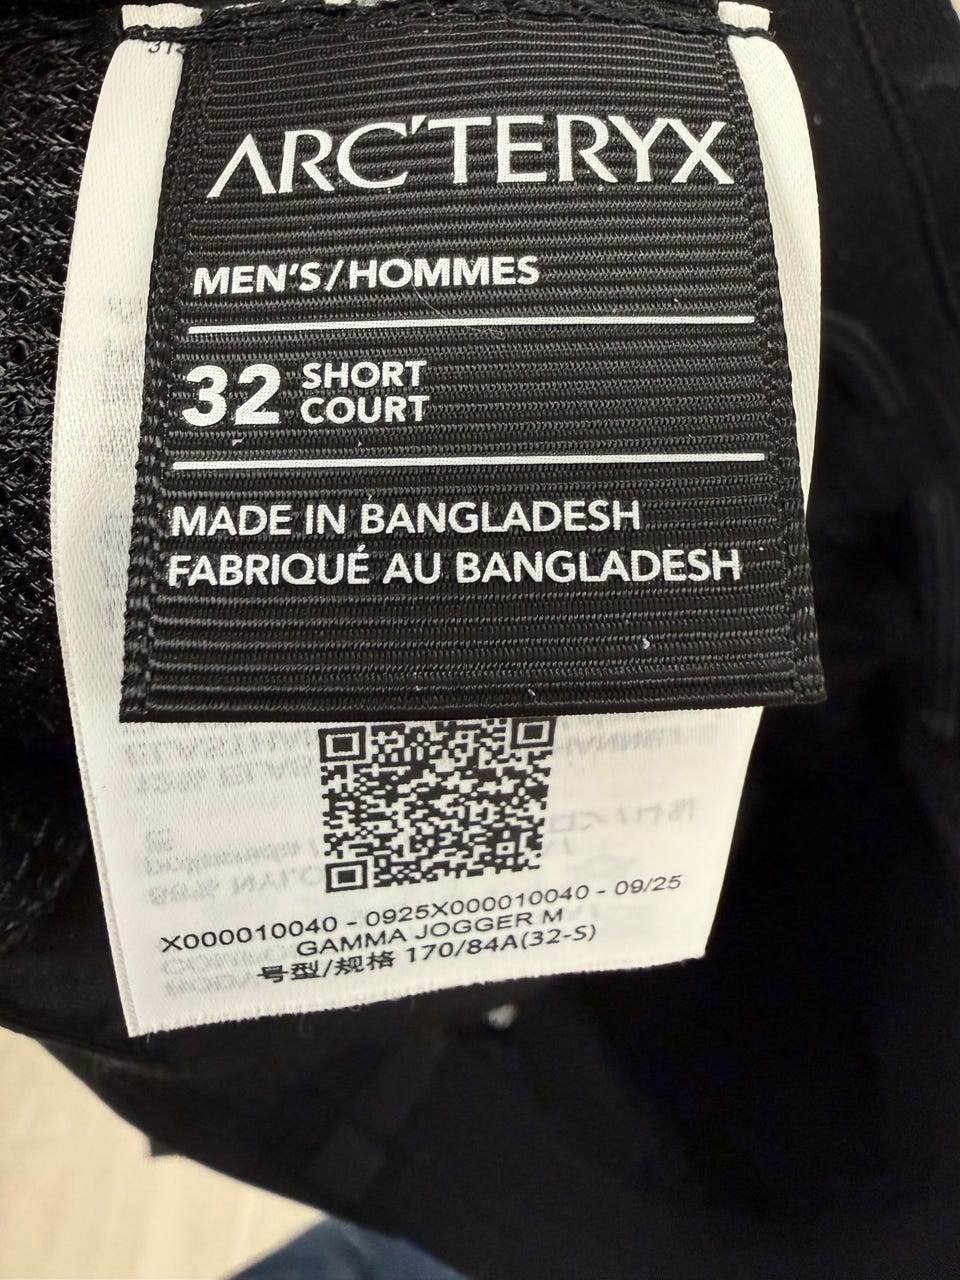 ARC'TERYX
MEN'S/HOMMES
32 SHORT
COURT
MADE IN BANGLADESH
FABRIQUÉ AU BANGLADESH
X000010040 - 0925X000010040 - 09/25
GAMMA JOGGER M
号型/规格 170/84A(32-S)